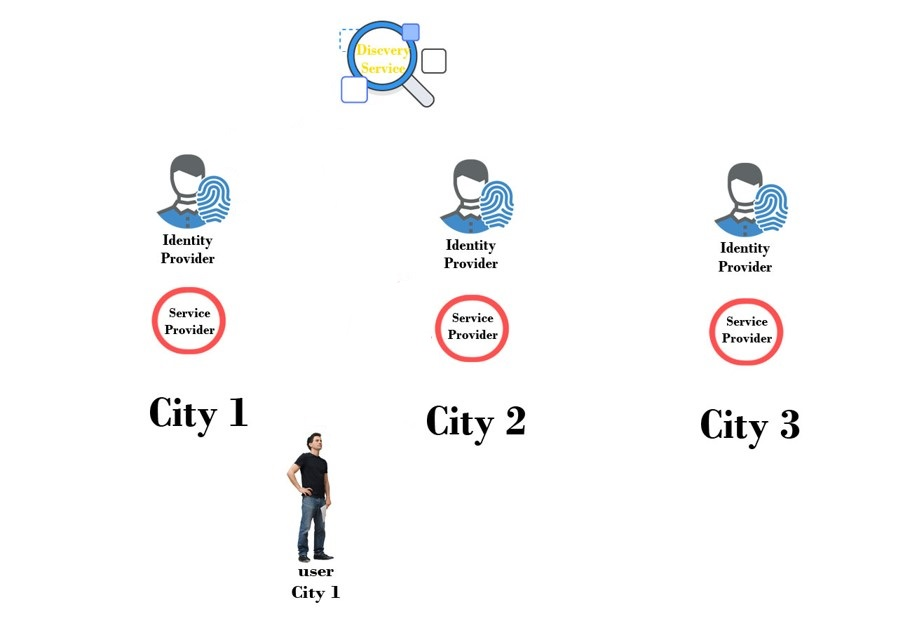 Discvery
Service
Identity
Provider
Identity
Provider
Identity
Provider
Service
Provider
Service
Provider
Service
Provider
City 1
City 2
City 3
user
City 1